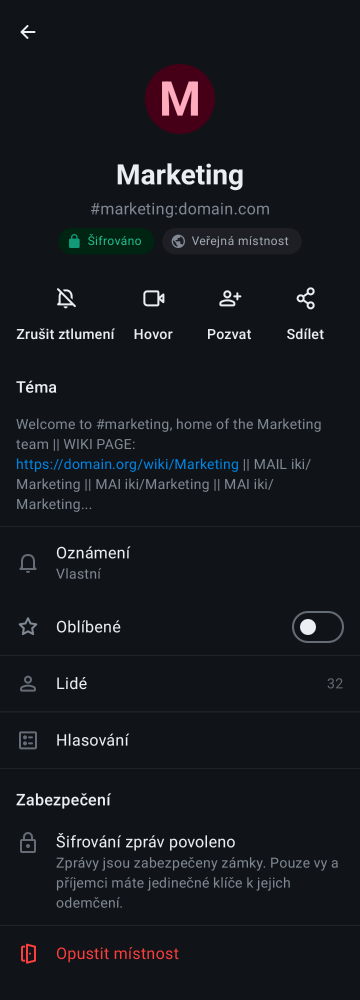 M
Marketing
#marketing:domain.com
Šifrováno Veřejná místnost
Zrušit ztlumení Hovor Pozvat Sdílet
Téma
Welcome to #marketing, home of the Marketing
team || WIKI PAGE:
https://domain.org/wiki/Marketing || MAIL iki/
Marketing || MAI iki/Marketing || MAI iki/
Marketing...
Oznámení
Vlastní
Oblíbené
Lidé 32
Hlasování
Zabezpečení
Šifrování zpráv povoleno
Zprávy jsou zabezpečeny zámky. Pouze vy a
příjemci máte jedinečné klíče k jejich
odemčení.
Opustit místnost